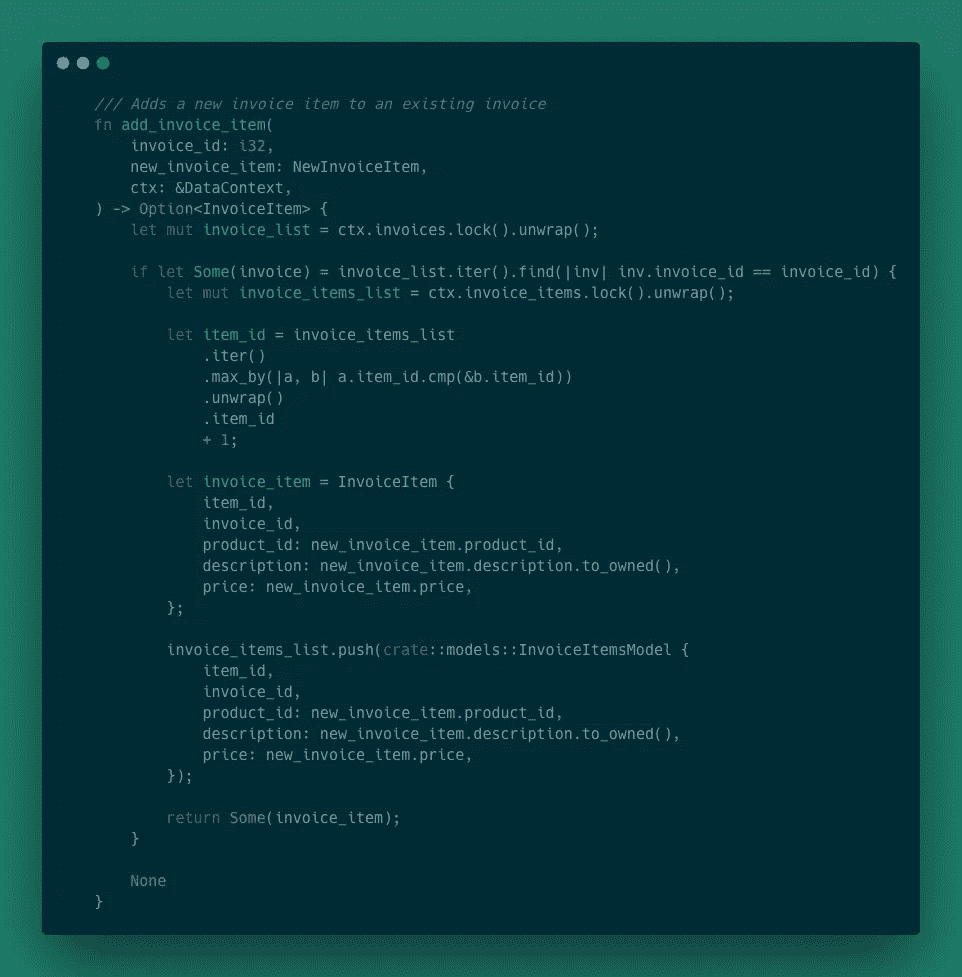 /// Adds a new invoice item to an existing invoice
fn add_invoice_item(
    invoice_id: i32,
    new_invoice_item: NewInvoiceItem,
    ctx: &DataContext,
) -> Option<InvoiceItem> {
    let mut invoice_list = ctx.invoices.lock().unwrap();

    if let Some(invoice) = invoice_list.iter().find(|inv| inv.invoice_id == invoice_id) {
        let mut invoice_items_list = ctx.invoice_items.lock().unwrap();

        let item_id = invoice_items_list
            .iter()
            .max_by(|a, b| a.item_id.cmp(&b.item_id))
            .unwrap()
            .item_id
            + 1;

        let invoice_item = InvoiceItem {
            item_id,
            invoice_id,
            product_id: new_invoice_item.product_id,
            description: new_invoice_item.description.to_owned(),
            price: new_invoice_item.price,
        };

        invoice_items_list.push(crate::models::InvoiceItemsModel {
            item_id,
            invoice_id,
            product_id: new_invoice_item.product_id,
            description: new_invoice_item.description.to_owned(),
            price: new_invoice_item.price,
        });

        return Some(invoice_item);
    }

    None
}